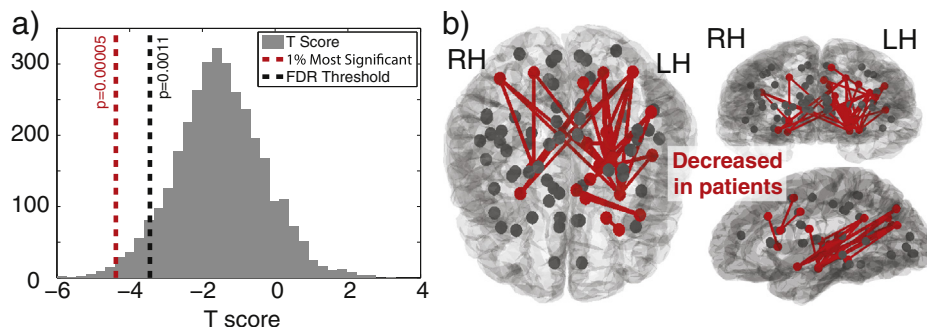 a)
300
200
100
0
−6
−4
−2
0
2
4
T score
p=0.00005
p=0.0011
T Score
1% Most Significant
FDR Threshold
b)
RH
LH
RH
LH
Decreased
in patients